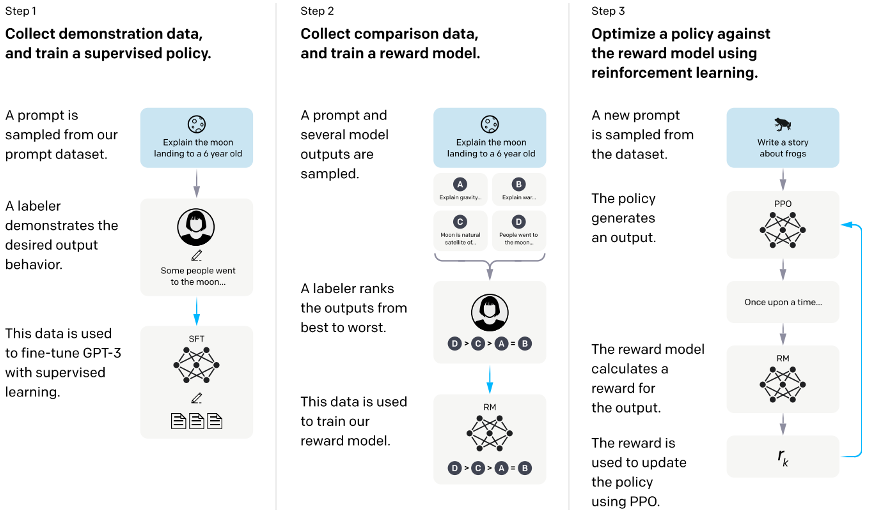 Step 1
Collect demonstration data,
and train a supervised policy.
A prompt is
sampled from our
prompt dataset.
Explain the moon
landing to a 6 year old
A labeler
demonstrates the
desired output
behavior.
Some people went
to the moon...
This data is used
to fine-tune GPT-3
with supervised
learning.
SFT
Step 2
Collect comparison data,
and train a reward model.
A prompt and
several model
outputs are
sampled.
Explain the moon
landing to a 6 year old
A
Explain gravity...
B
Explain war...
C
Moon is natural
satellite of...
D
People went to
the moon...
A labeler ranks
the outputs from
best to worst.
D > C > A = B
This data is used
to train our
reward model.
RM
D > C > A = B
Step 3
Optimize a policy against
the reward model using
reinforcement learning.
A new prompt
is sampled from
the dataset.
Write a story
about frogs
The policy
generates
an output.
PPO
Once upon a time...
The reward model
calculates a
reward for
the output.
RM
The reward is
used to update
the policy
using PPO.
rk